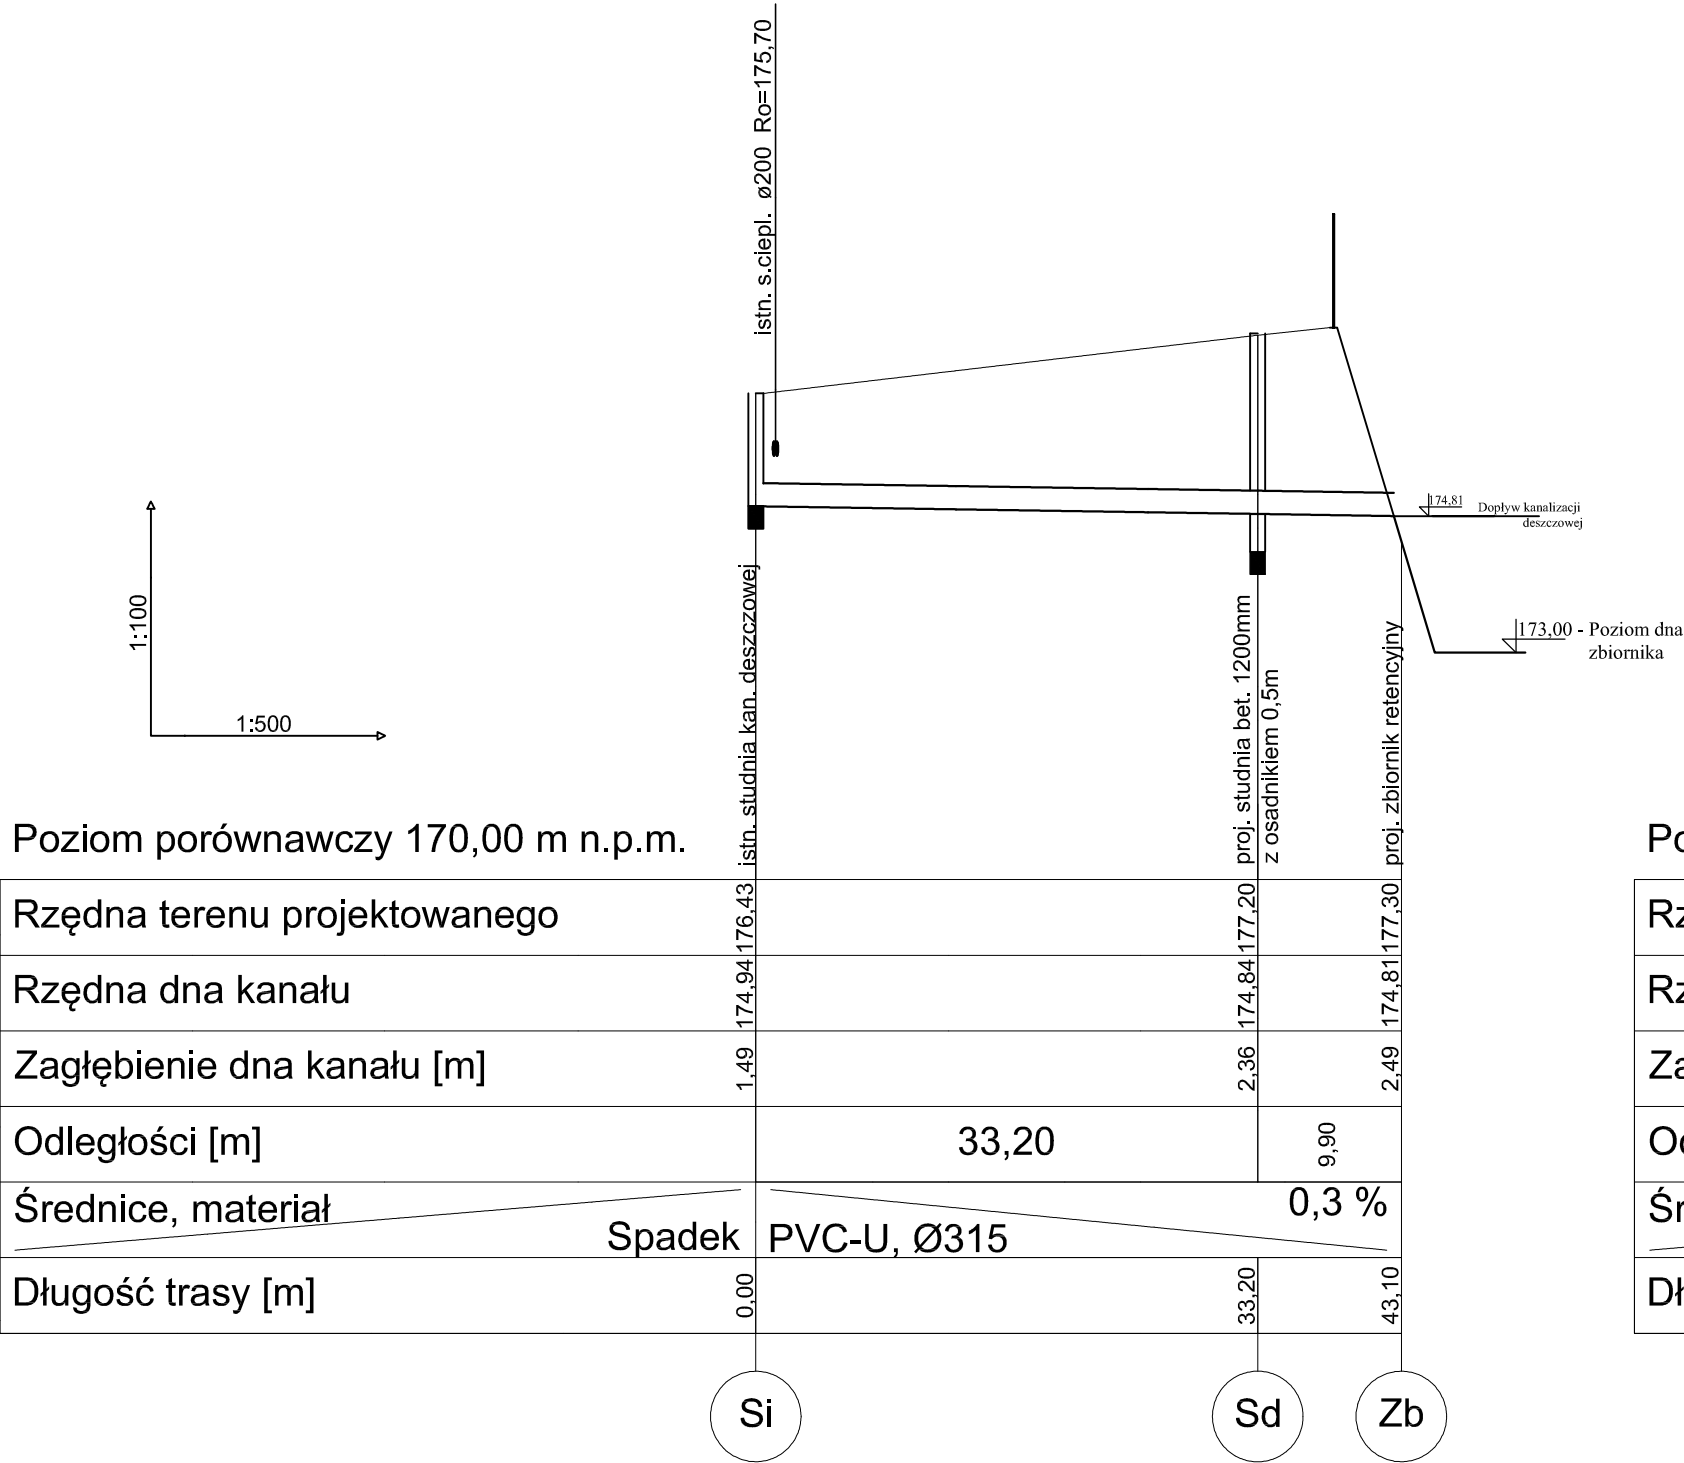 istn. s.ciepl. ø200 Ro=175,70
174,81
Dopływ kanalizacji
deszczowej
173,00 - Poziom dna
zbiornika
1:100
1:500
istn. studnia kan. deszczowej
proj. studnia bet. 1200mm
z osadnikiem 0,5m
proj. zbiornik retencyjny
Poziom porównawczy 170,00 m n.p.m.
Po
Rzędna terenu projektowanego 176,43 177,20 177,30
Rz
Rzędna dna kanału 174,94 174,84 174,81
Rz
Zagłębienie dna kanału [m] 1,49 2,36 2,49
Za
Odległości [m] 33,20 9,90
Od
Średnice, materiał 0,3 %
Śr
Spadek PVC-U, Ø315
Długość trasy [m] 0,00 33,20 43,10
Dł
Si Sd Zb